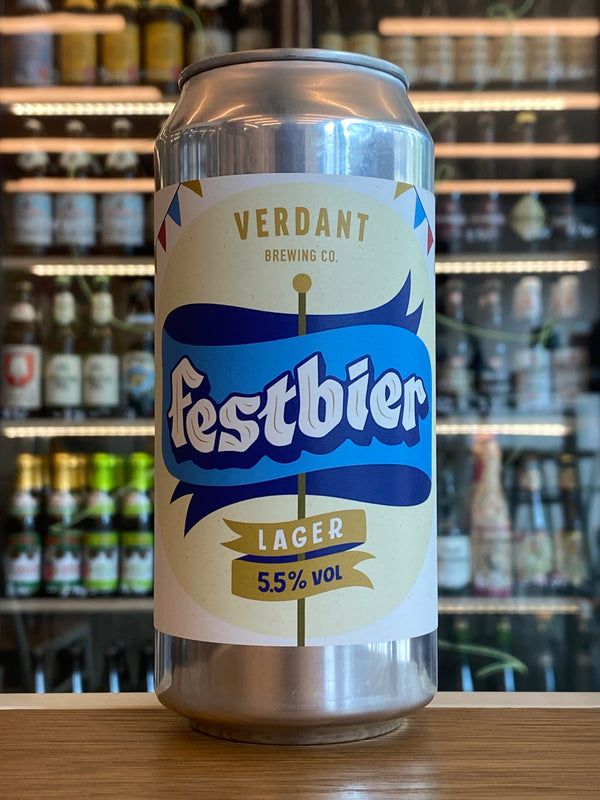 VERDANT
BREWING CO.
festbier
LAGER
5.5% VOL